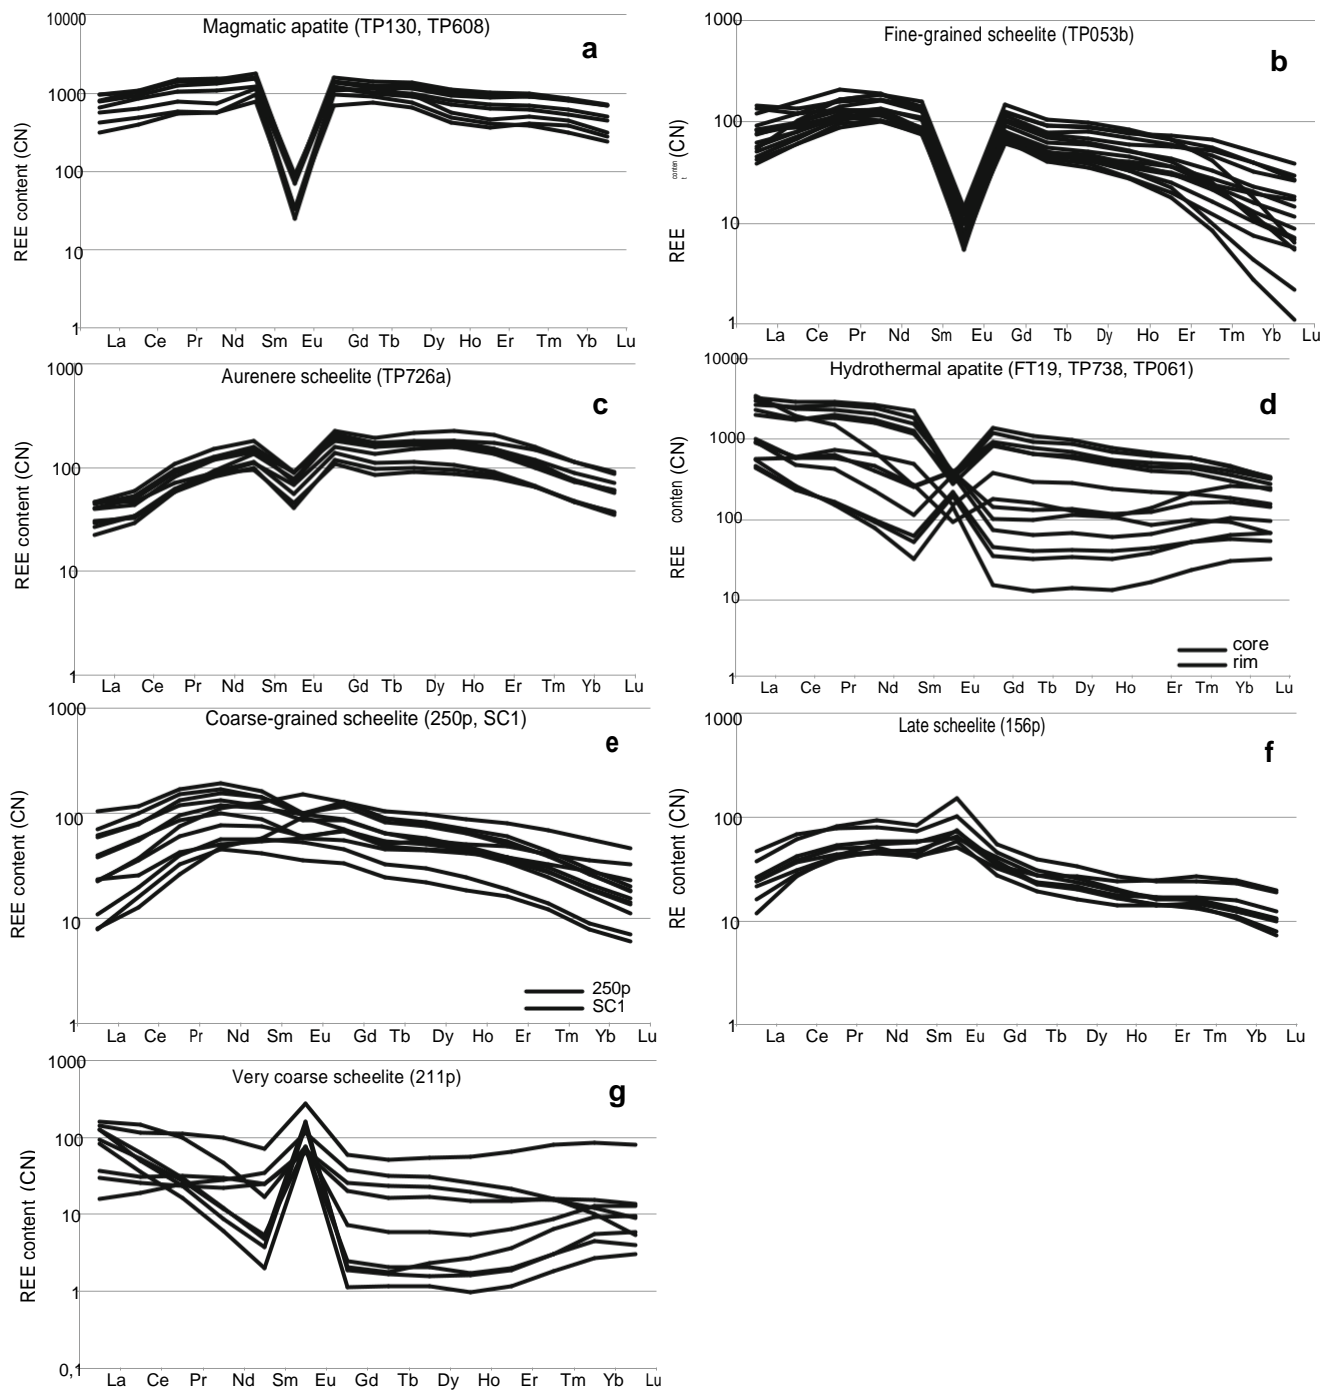 Magmatic apatite (TP130, TP608)
a
10000
1000
100
10
1
REE content (CN)
La Ce Pr Nd Sm Eu Gd Tb Dy Ho Er Tm Yb Lu
Fine-grained scheelite (TP053b)
b
1000
100
10
1
REE conten t (CN)
La Ce Pr Nd Sm Eu Gd Tb Dy Ho Er Tm Yb Lu
Aurenere scheelite (TP726a)
c
1000
100
10
1
REE content (CN)
La Ce Pr Nd Sm Eu Gd Tb Dy Ho Er Tm Yb Lu
Hydrothermal apatite (FT19, TP738, TP061)
d
10000
1000
100
10
1
REE conten (CN)
core
rim
La Ce Pr Nd Sm Eu Gd Tb Dy Ho Er Tm Yb Lu
Coarse-grained scheelite (250p, SC1)
e
1000
100
10
1
REE content (CN)
250p
SC1
La Ce Pr Nd Sm Eu Gd Tb Dy Ho Er Tm Yb Lu
Late scheelite (156p)
f
1000
100
10
1
RE content (CN)
La Ce Pr Nd Sm Eu Gd Tb Dy Ho Er Tm Yb Lu
Very coarse scheelite (211p)
g
1000
100
10
1
0,1
REE content (CN)
La Ce Pr Nd Sm Eu Gd Tb Dy Ho Er Tm Yb Lu